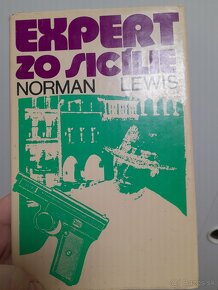 EXPERT
ZO SICÍLIE
NORMAN LEWIS